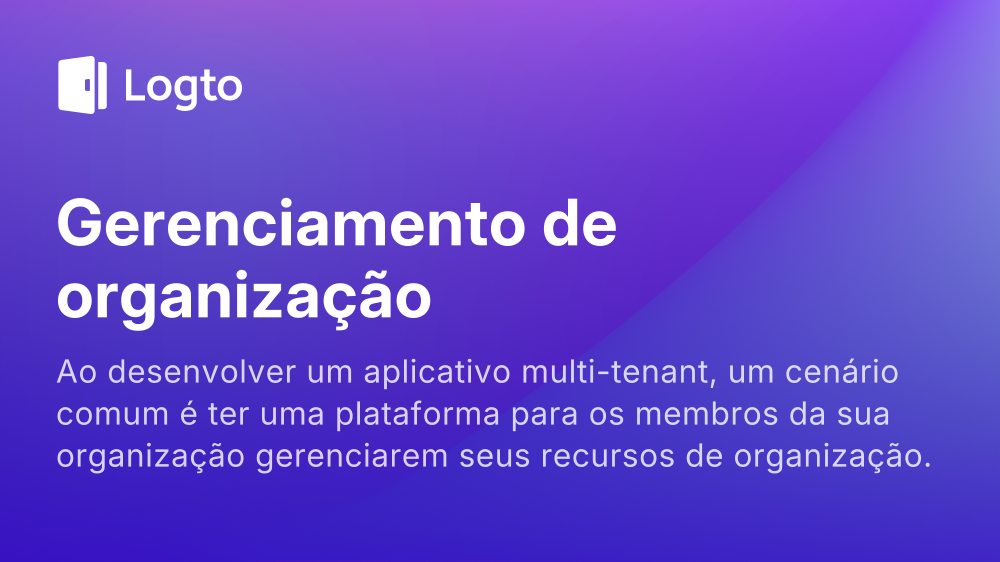 Logto
Gerenciamento de
organização
Ao desenvolver um aplicativo multi-tenant, um cenário
comum é ter uma plataforma para os membros da sua
organização gerenciarem seus recursos de organização.